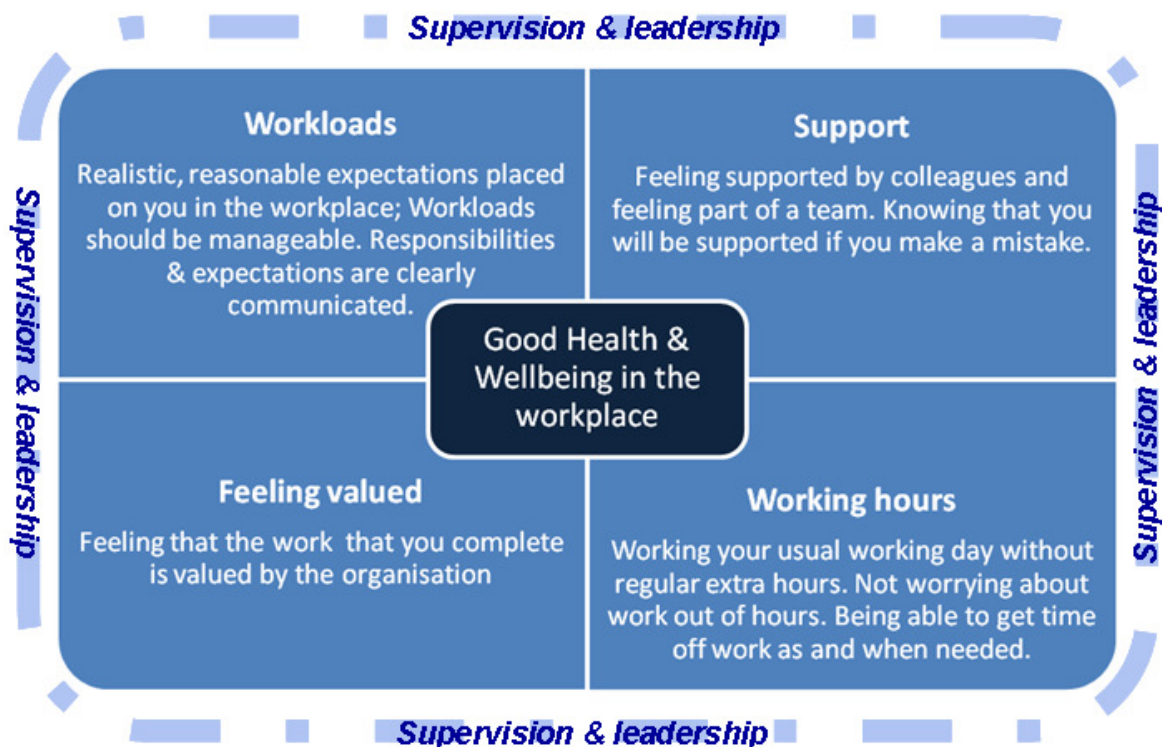 Supervision & leadership
Supervision & leadership
Workloads
Realistic, reasonable expectations placed
on you in the workplace; Workloads
should be manageable. Responsibilities
& expectations are clearly
communicated.
Support
Feeling supported by colleagues and
feeling part of a team. Knowing that you
will be supported if you make a mistake.
Supervision & leadership
Good Health &
Wellbeing in the
workplace
Feeling valued
Feeling that the work that you complete
is valued by the organisation
Working hours
Working your usual working day without
regular extra hours. Not worrying about
work out of hours. Being able to get time
off work as and when needed.
Supervision & leadership